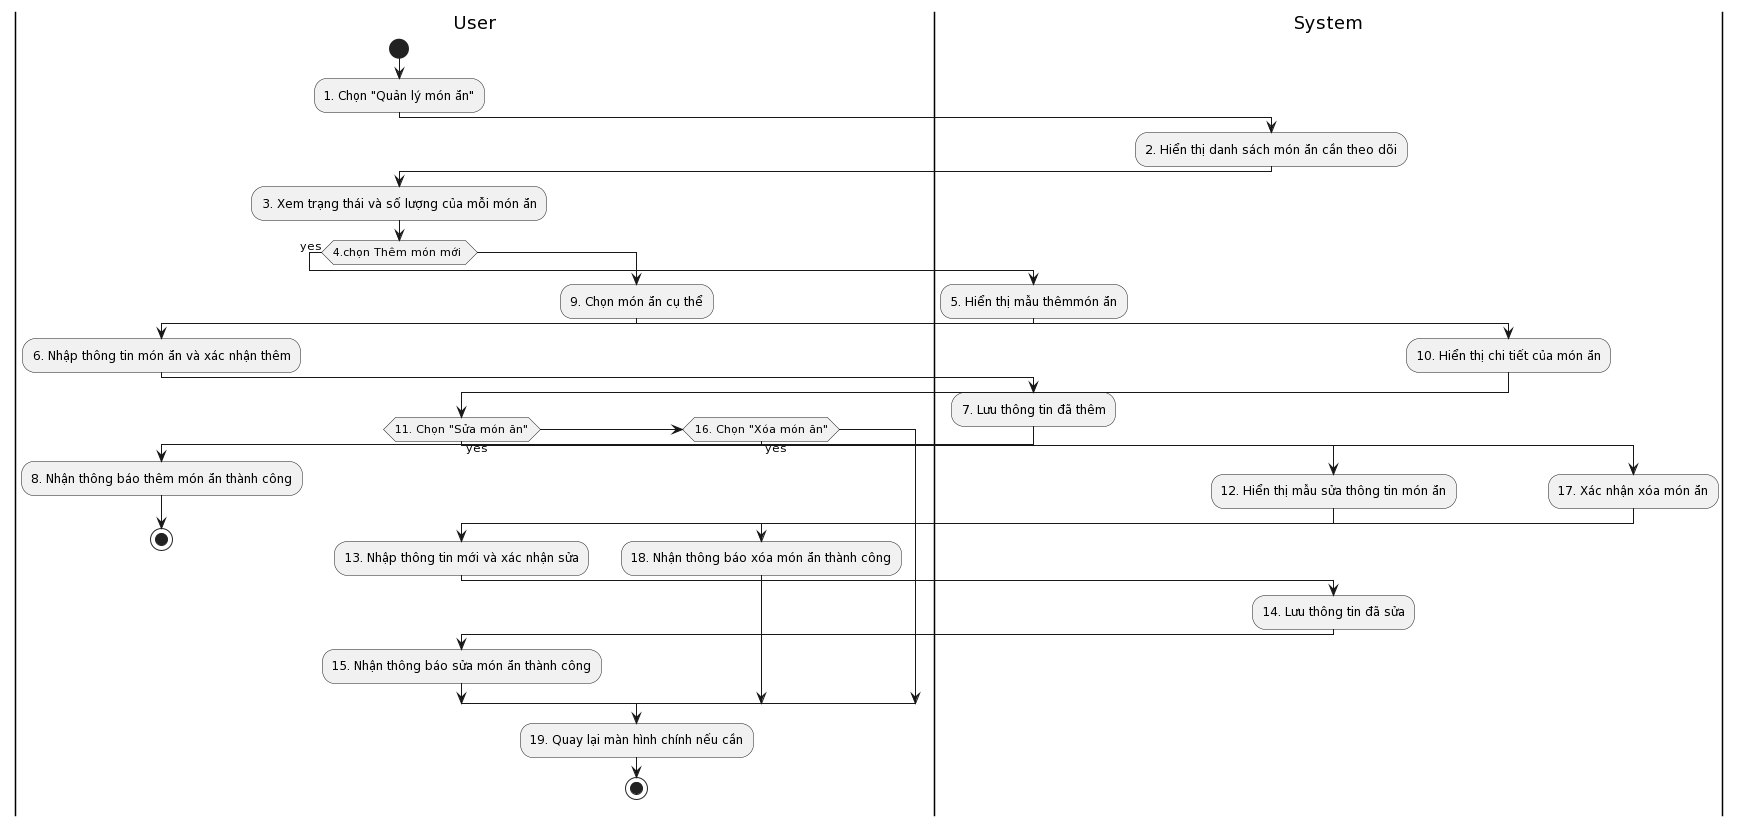 User
System
1. Chọn "Quản lý món ăn"
2. Hiển thị danh sách món ăn cần theo dõi
3. Xem trạng thái và số lượng của mỗi món ăn
yes
4.chọn Thêm món mới
9. Chọn món ăn cụ thể
5. Hiển thị mẫu thêmmón ăn
6. Nhập thông tin món ăn và xác nhận thêm
10. Hiển thị chi tiết của món ăn
7. Lưu thông tin đã thêm
11. Chọn "Sửa món ăn"
16. Chọn "Xóa món ăn"
yes
yes
8. Nhận thông báo thêm món ăn thành công
12. Hiển thị mẫu sửa thông tin món ăn
17. Xác nhận xóa món ăn
13. Nhập thông tin mới và xác nhận sửa
18. Nhận thông báo xóa món ăn thành công
14. Lưu thông tin đã sửa
15. Nhận thông báo sửa món ăn thành công
19. Quay lại màn hình chính nếu cần